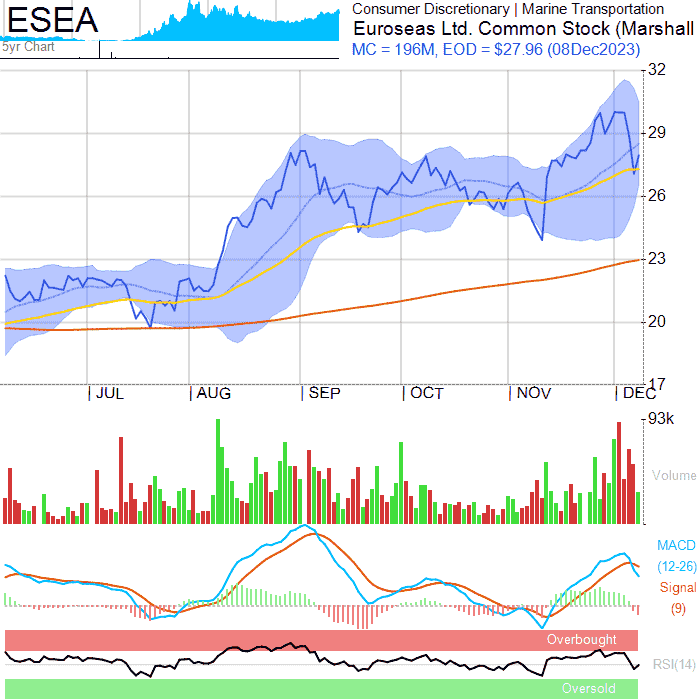 ESEA
5yr Chart
Consumer Discretionary | Marine Transportation
Euroseas Ltd. Common Stock (Marshall
MC = 196M, EOD = $27.96 (08Dec2023)
32
29
26
23
20
17
JUL AUG SEP OCT NOV DEC
93k
Volume
MACD
(12-26)
Signal
(9)
Overbought
RSI(14)
Oversold